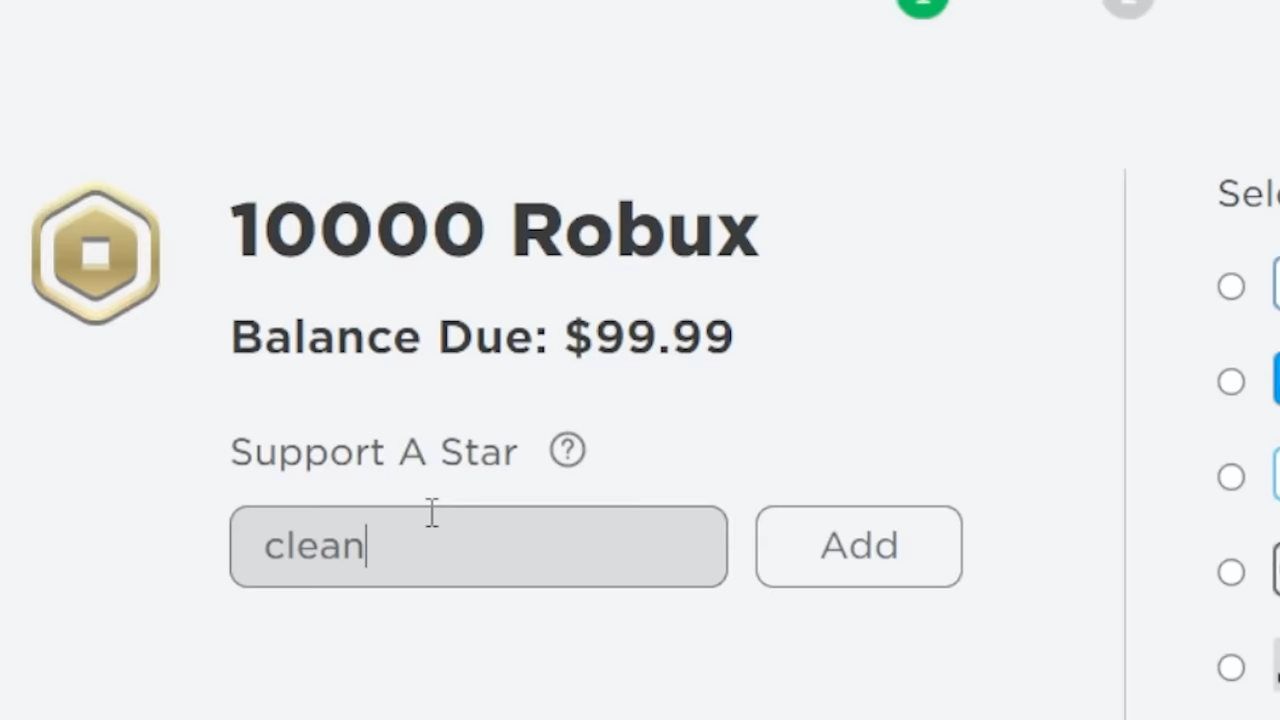 10000 Robux
Balance Due: $99.99
Support A Star ?
clean
Add